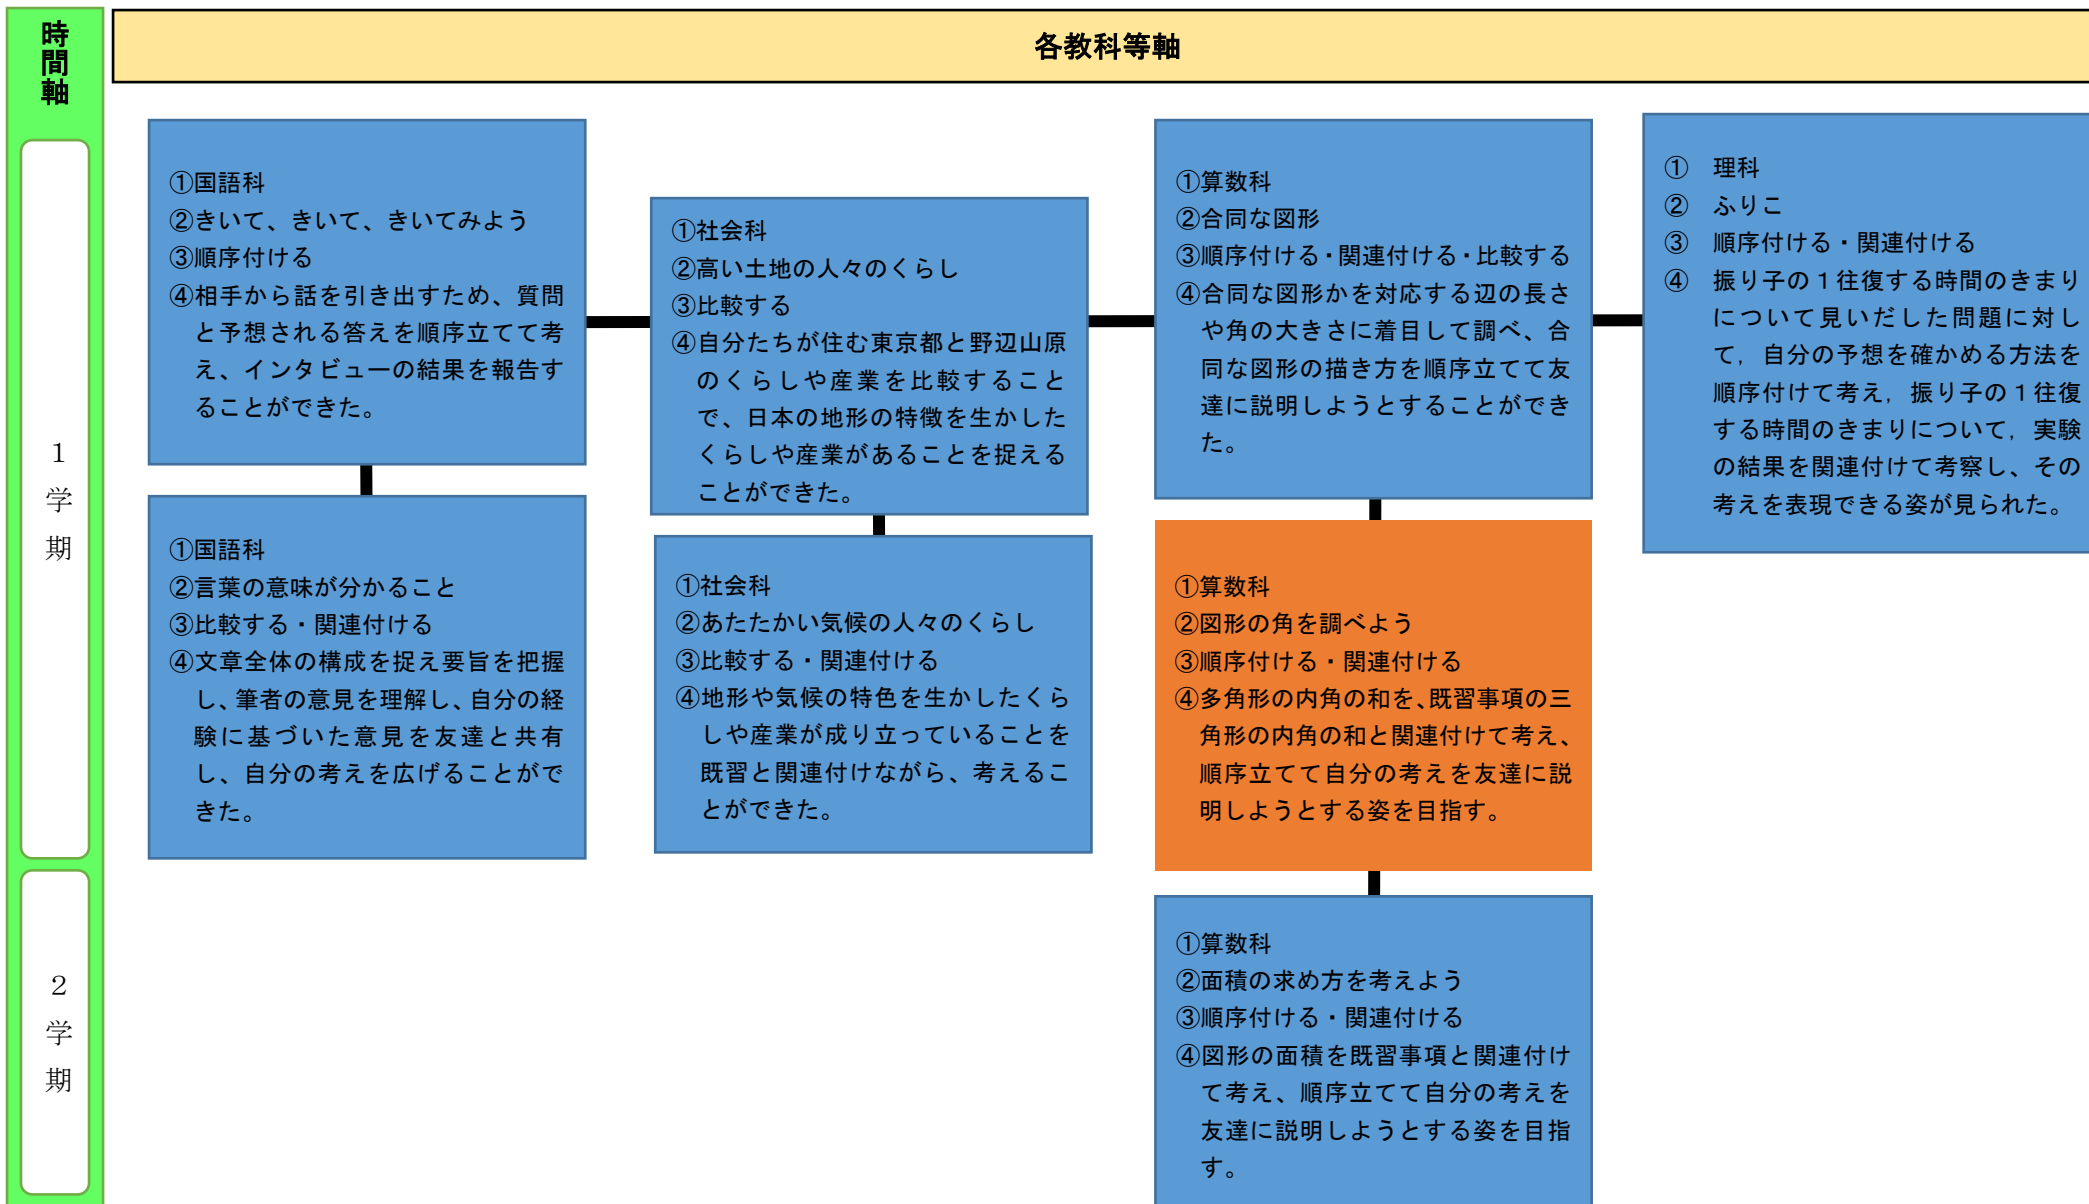 時間軸
各教科等軸
1学期
①国語科
②きいて、きいて、きいてみよう
③順序付ける
④相手から話を引き出すため、質問
と予想される答えを順序立てて考
え、インタビューの結果を報告す
ることができた。
①社会科
②高い土地の人々のくらし
③比較する
④自分たちが住む東京都と野辺山原
のくらしや産業を比較すること
で、日本の地形の特徴を生かした
くらしや産業があることを捉える
ことができた。
①算数科
②合同な図形
③順序付ける・関連付ける・比較する
④合同な図形かを対応する辺の長さ
や角の大きさに着目して調べ、合
同な図形の描き方を順序立てて友
達に説明しようとすることができ
た。
① 理科
② ふりこ
③ 順序付ける・関連付ける
④ 振り子の1往復する時間のきまり
について見いだした問題に対し
て，自分の予想を確かめる方法を
順序付けて考え，振り子の1往復
する時間のきまりについて，実験
の結果を関連付けて考察し、その
考えを表現できる姿が見られた。
①国語科
②言葉の意味が分かること
③比較する・関連付ける
④文章全体の構成を捉え要旨を把握
し、筆者の意見を理解し、自分の経
験に基づいた意見を友達と共有
し、自分の考えを広げることがで
きた。
①社会科
②あたたかい気候の人々のくらし
③比較する・関連付ける
④地形や気候の特色を生かしたくら
しや産業が成り立っていることを
既習と関連付けながら、考えるこ
とができた。
①算数科
②図形の角を調べよう
③順序付ける・関連付ける
④多角形の内角の和を、既習事項の三
角形の内角の和と関連付けて考え、
順序立てて自分の考えを友達に説
明しようとする姿を目指す。
2学期
①算数科
②面積の求め方を考えよう
③順序付ける・関連付ける
④図形の面積を既習事項と関連付け
て考え、順序立てて自分の考えを
友達に説明しようとする姿を目指
す。